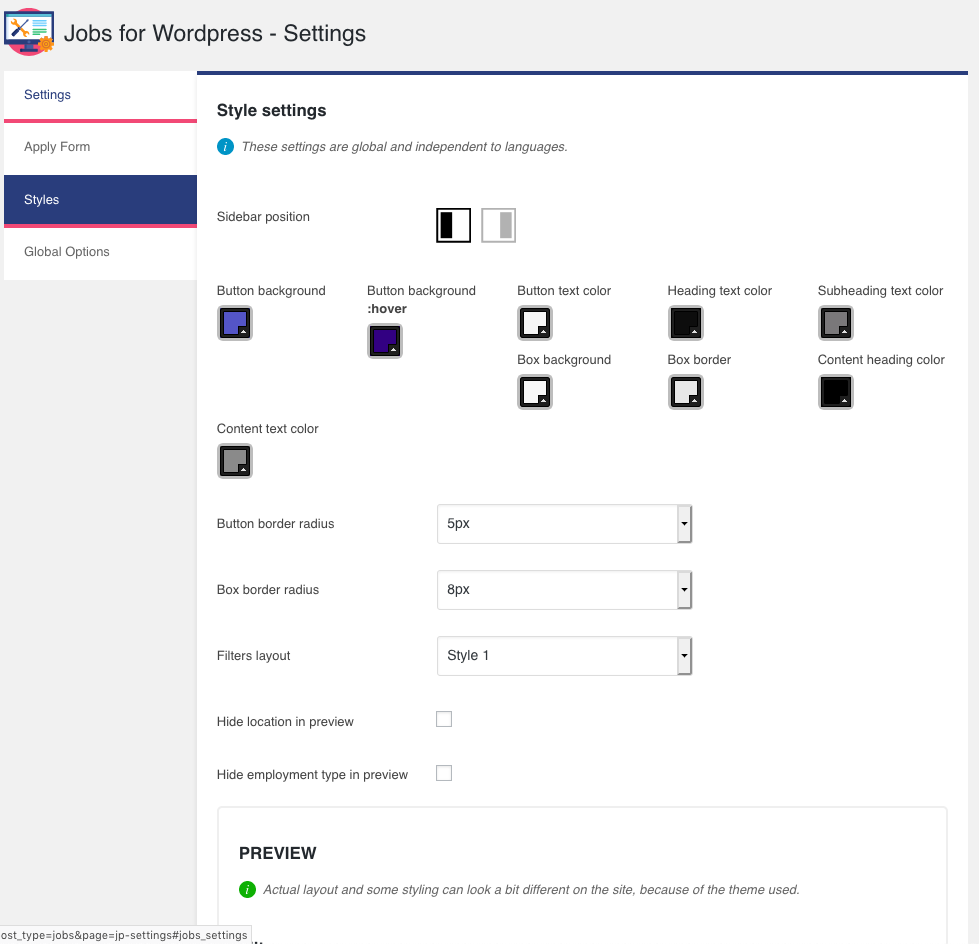 Jobs for Wordpress - Settings
Settings
Apply Form
Styles
Global Options
Style settings
These settings are global and independent to languages.
Sidebar position
Button background
Button background
:hover
Button text color
Heading text color
Subheading text color
Box background
Box border
Content heading color
Content text color
Button border radius
5px
Box border radius
8px
Filters layout
Style 1
Hide location in preview
Hide employment type in preview
PREVIEW
Actual layout and some styling can look a bit different on the site, because of the theme used.
ost_type=jobs&page=jp-settings#jobs_settings